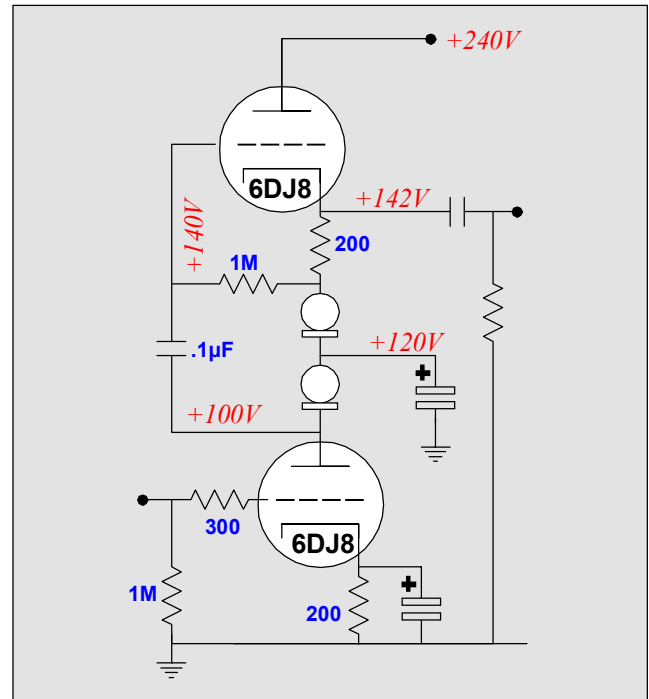 +240V
6DJ8
+142V
+140V
200
1M
+120V
.1µF
+
+100V
300
6DJ8
+
1M
200